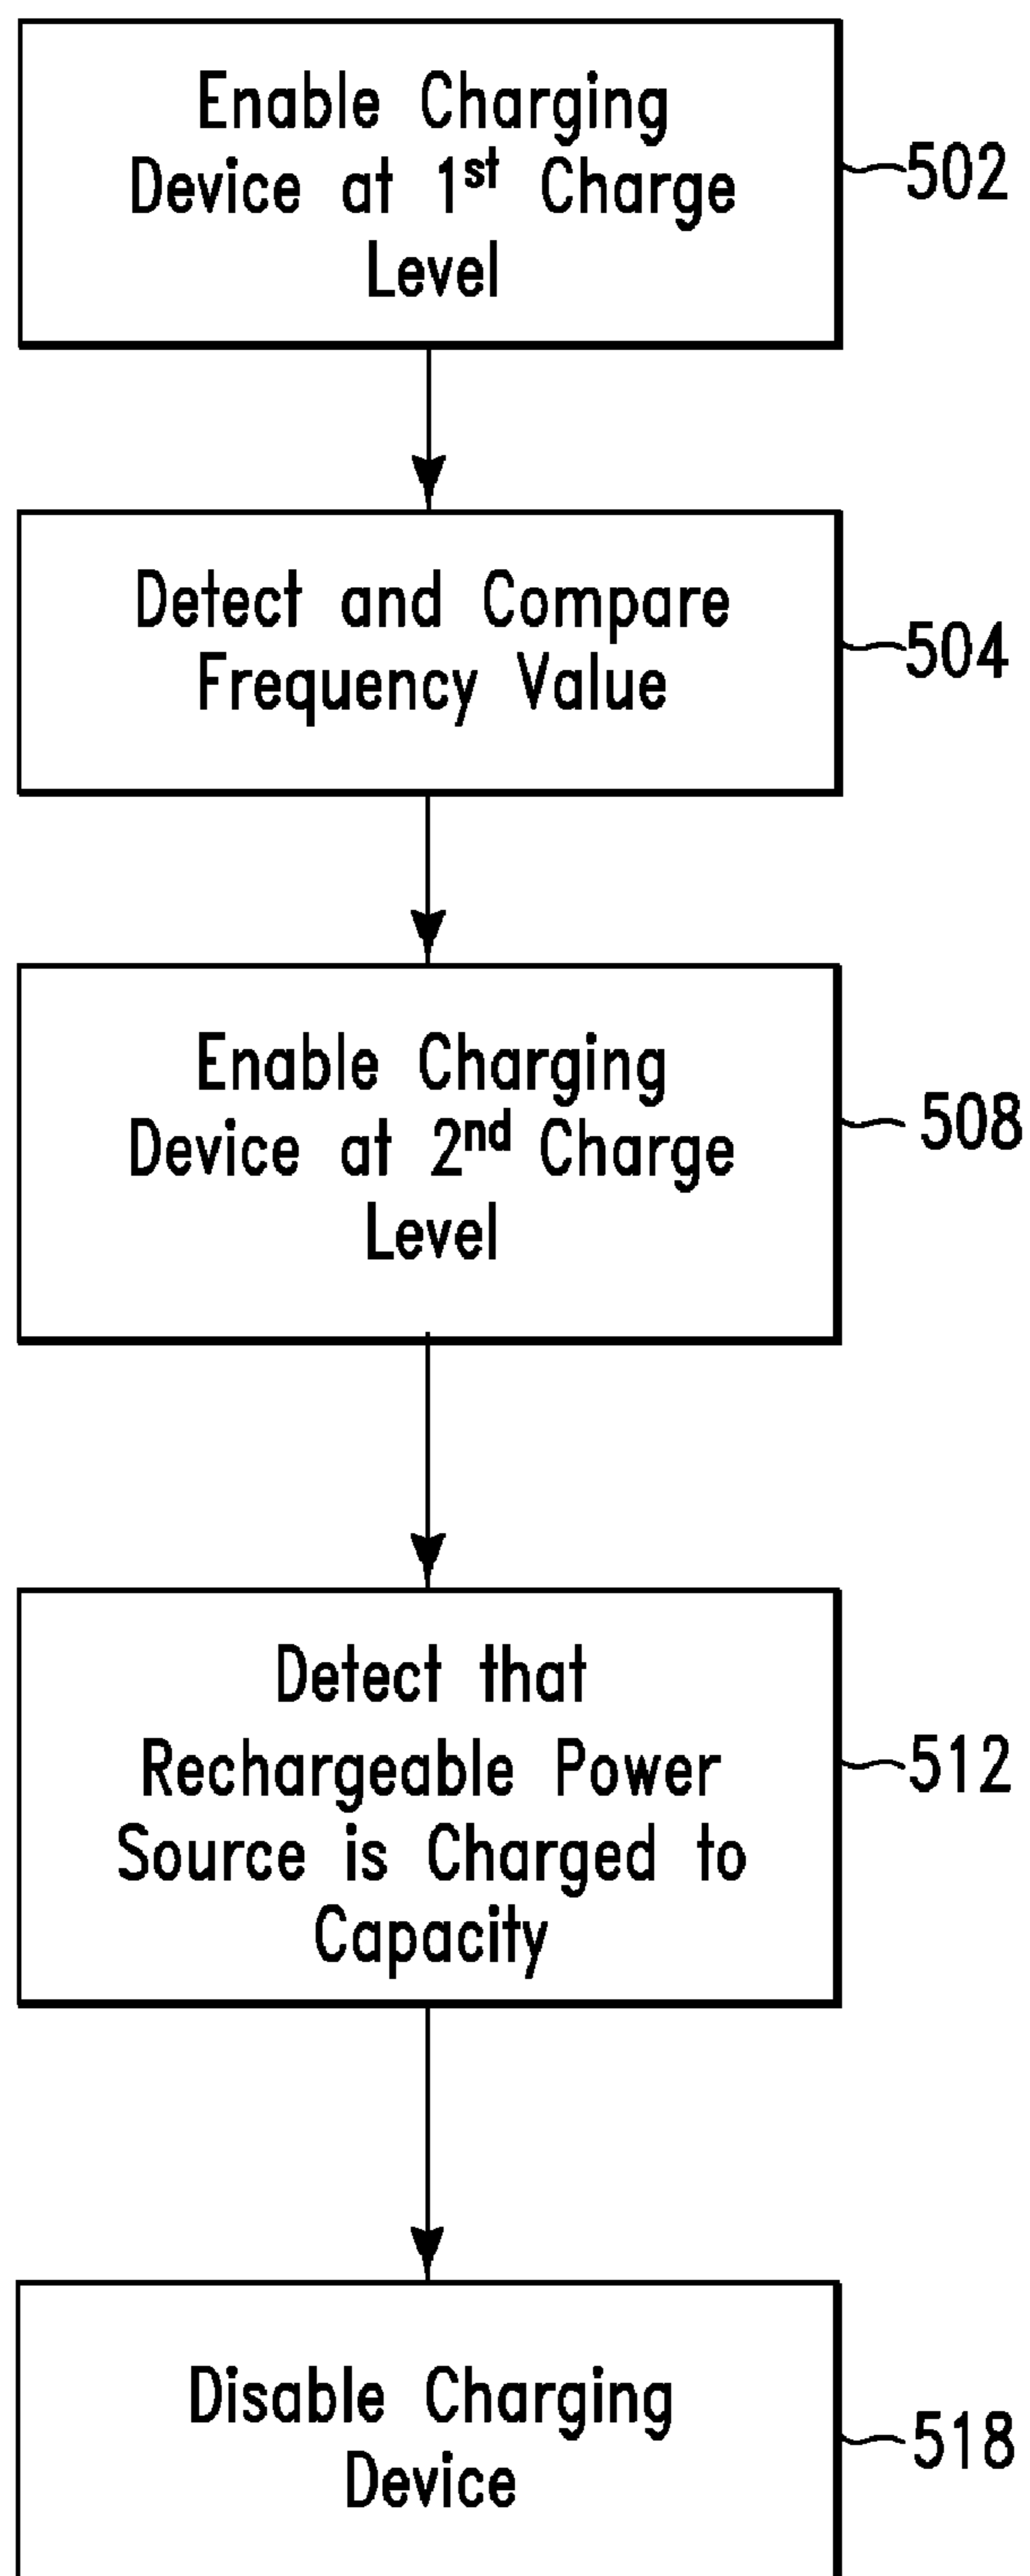 Enable Charging
Device at 1st Charge
Level
502
Detect and Compare
Frequency Value
504
Enable Charging
Device at 2nd Charge
Level
508
Detect that
Rechargeable Power
Source is Charged to
Capacity
512
Disable Charging
Device
518